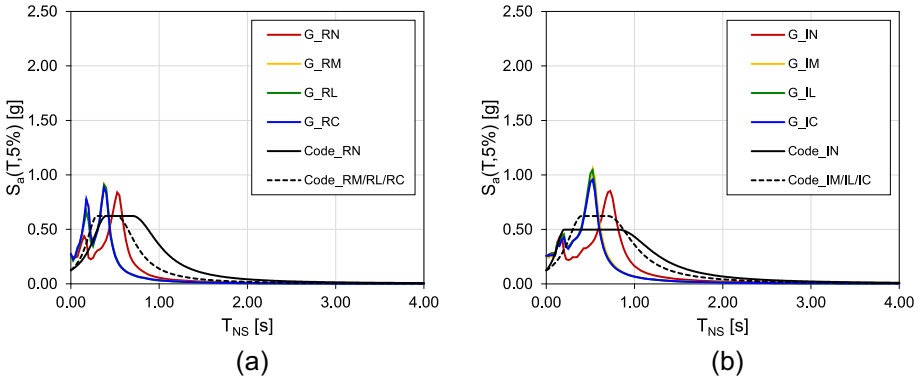 2.50
2.00
1.50
1.00
0.50
0.00
Sa(T,5%) [g]
0.00 1.00 2.00 3.00 4.00
TNS [s]
G_RN
G_RM
G_RL
G_RC
Code_RN
Code_RM/RL/RC
(a)
2.50
2.00
1.50
1.00
0.50
0.00
Sa(T,5%) [g]
0.00 1.00 2.00 3.00 4.00
TNS [s]
G_IN
G_IM
G_IL
G_IC
Code_IN
Code_IM/IL/IC
(b)